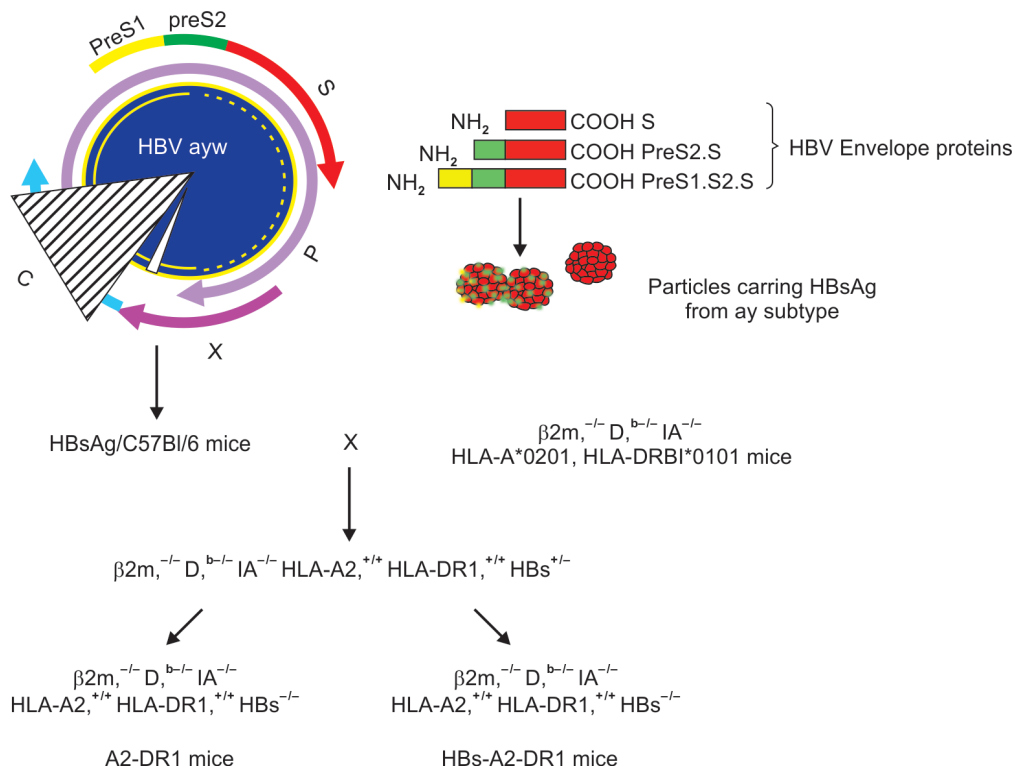 PreS1
preS2
S
HBV ayw
P
C
X
NH2
COOH S
NH2
COOH PreS2.S
NH2
COOH PreS1.S2.S
HBV Envelope proteins
Particles carring HBsAg
from ay subtype
HBsAg/C57Bl/6 mice
X
β2m,−/− D,b−/− IA−/−
HLA-A*0201, HLA-DRBI*0101 mice
β2m,−/− D,b−/− IA−/− HLA-A2,+/+ HLA-DR1,+/+ HBs+/−
β2m,−/− D,b−/− IA−/−
HLA-A2,+/+ HLA-DR1,+/+ HBs−/−
A2-DR1 mice
β2m,−/− D,b−/− IA−/−
HLA-A2,+/+ HLA-DR1,+/+ HBs−/−
HBs-A2-DR1 mice